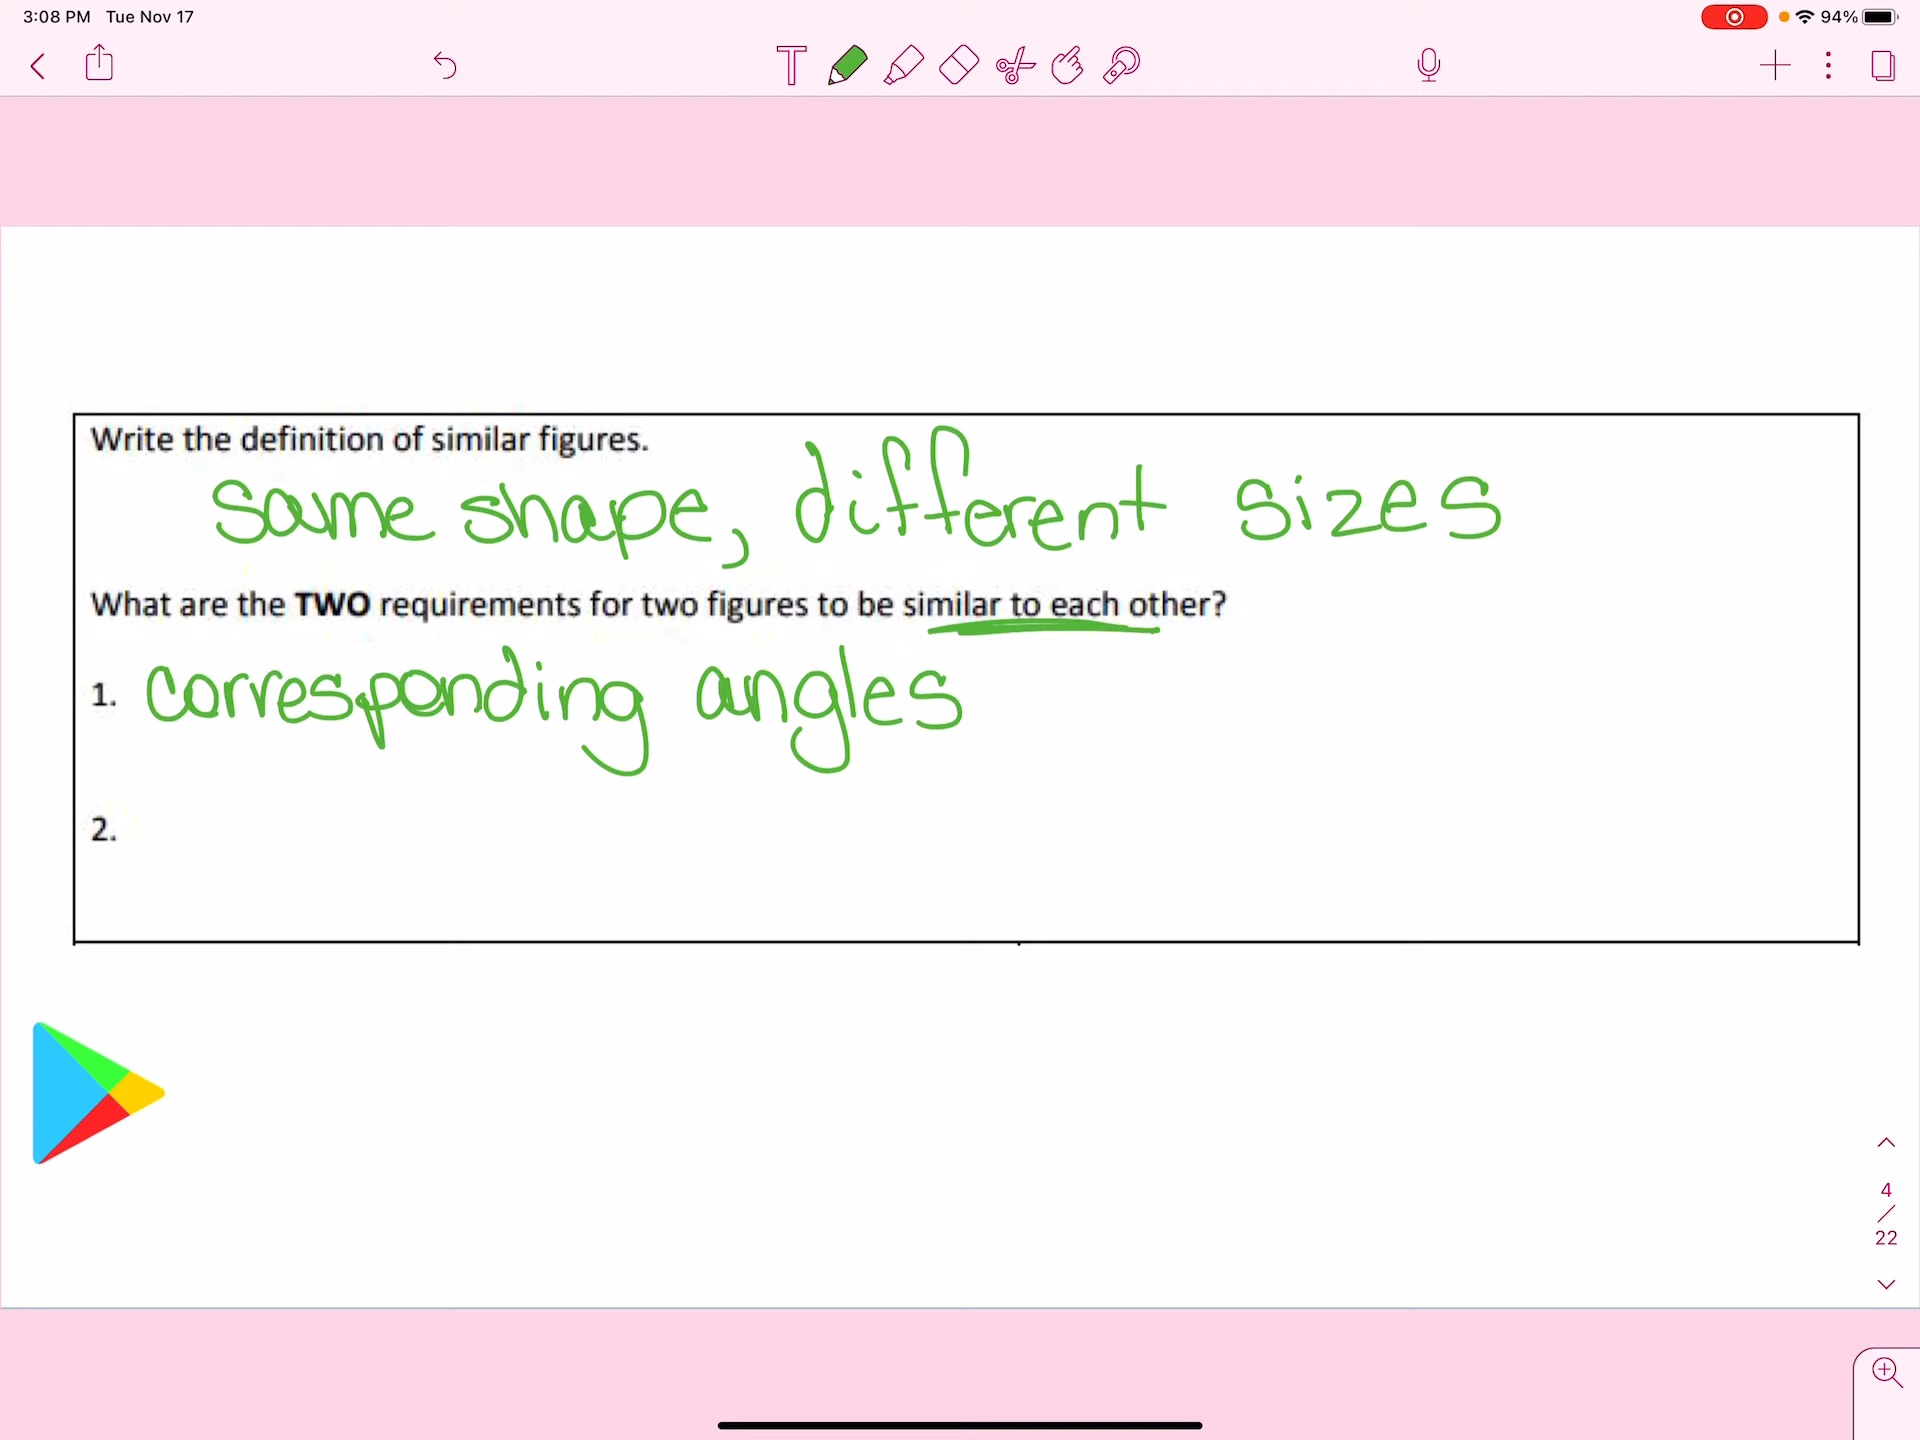 3:08 PM Tue Nov 17 94%
T
Write the definition of similar figures.
same shape, different sizes
What are the TWO requirements for two figures to be similar to each other?
1. corresponding angles
2.
4
/
22